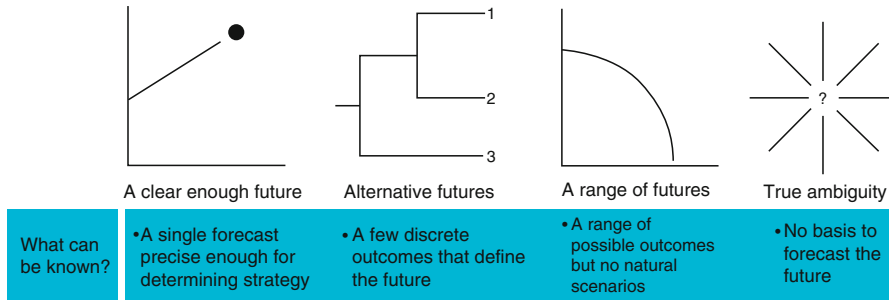 1
2
3
?
A clear enough future
Alternative futures
A range of futures
True ambiguity
What can
be known?
•A single forecast
precise enough for
determining strategy
•A few discrete
outcomes that define
the future
•A range of
possible outcomes
but no natural
scenarios
•No basis to
forecast the
future